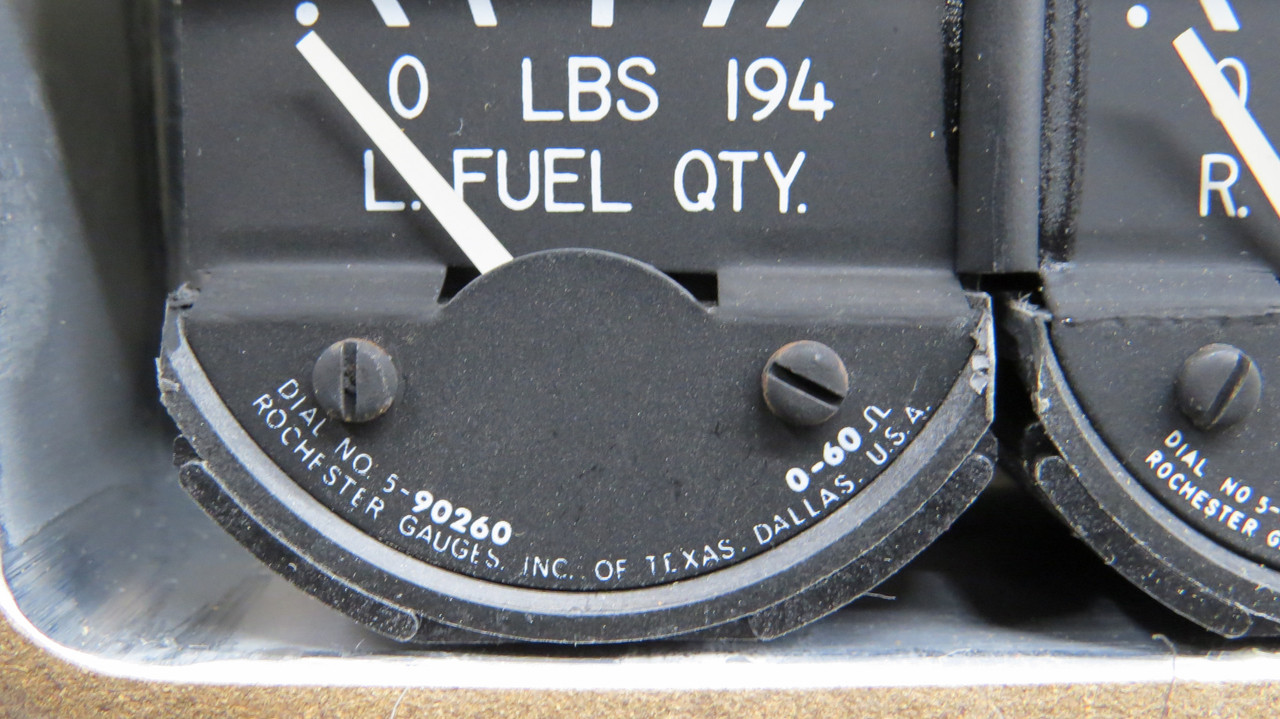 0 LBS 194
L. FUEL QTY.
0-60 Ω
DIAL NO. 5-90260
ROCHESTER GAUGES, INC. OF TEXAS. DALLAS, U.S.A.
0
R.
DIAL NO 5-
ROCHESTER G